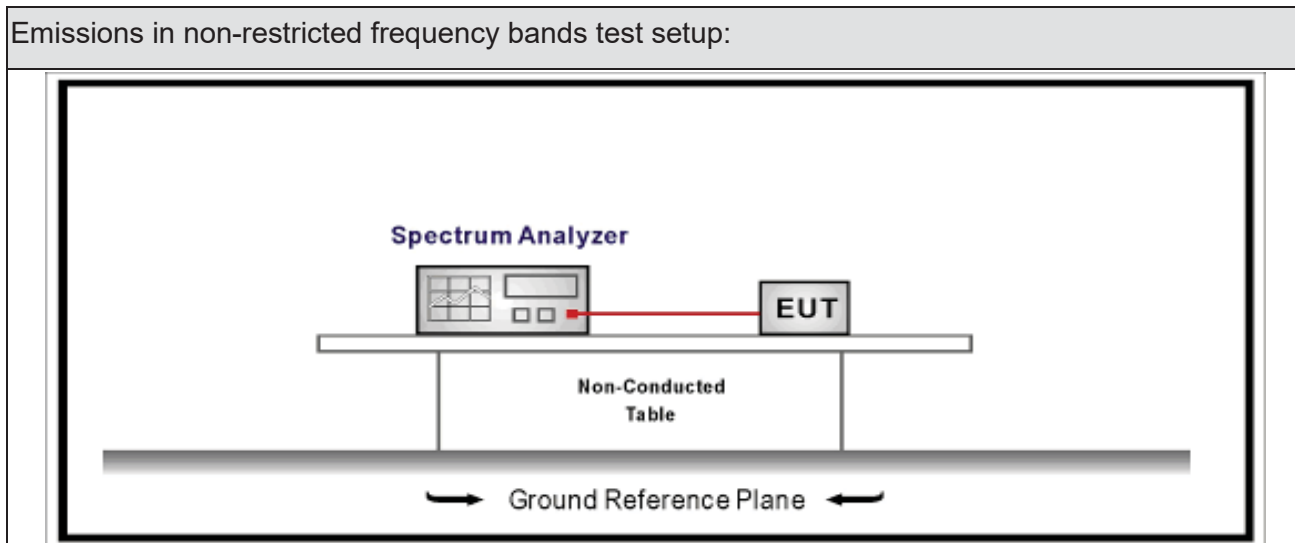 Emissions in non-restricted frequency bands test setup:
Spectrum Analyzer
EUT
Non-Conducted
Table
Ground Reference Plane